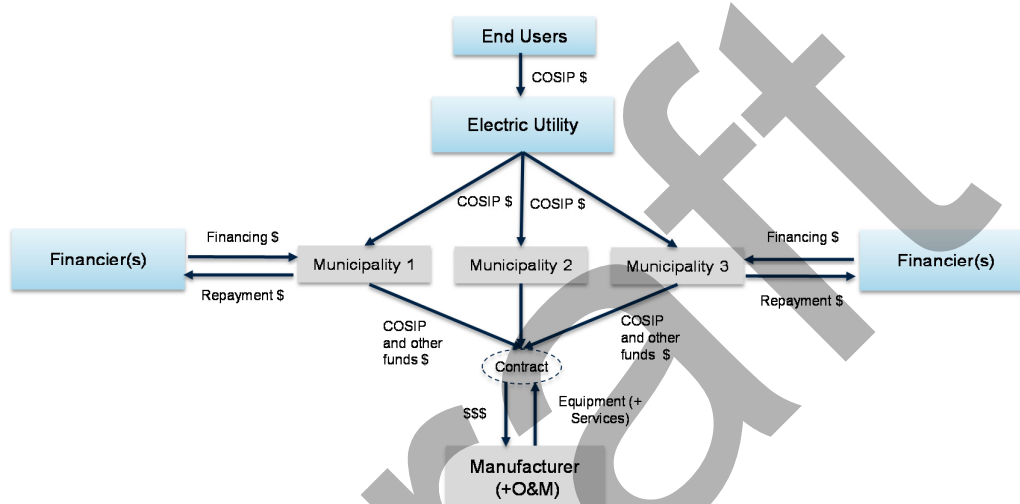 End Users
COSIP $
Electric Utility
COSIP $ COSIP $
Financier(s)
Financing $
Repayment $
Municipality 1
Municipality 2
Municipality 3
Financing $
Repayment $
Financier(s)
COSIP
and other
funds $
COSIP
and other
funds $
Contract
$$$
Equipment (+
Services)
Manufacturer
(+O&M)
raft